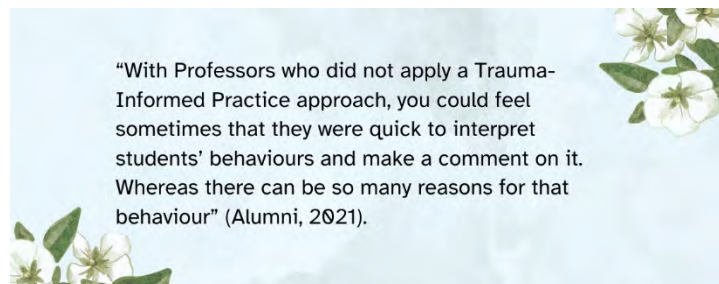 “With Professors who did not apply a Trauma-
Informed Practice approach, you could feel
sometimes that they were quick to interpret
students’ behaviours and make a comment on it.
Whereas there can be so many reasons for that
behaviour” (Alumni, 2021).